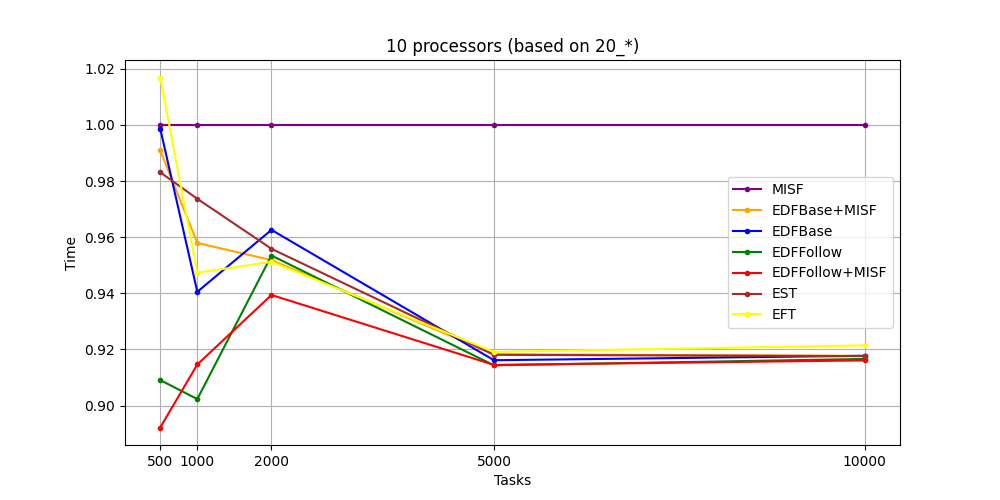 10 processors (based on 20_*)
Time
1.02
1.00
0.98
0.96
0.94
0.92
0.90
MISF
EDFBase+MISF
EDFBase
EDFFollow
EDFFollow+MISF
EST
EFT
500 1000 2000 5000 10000
Tasks